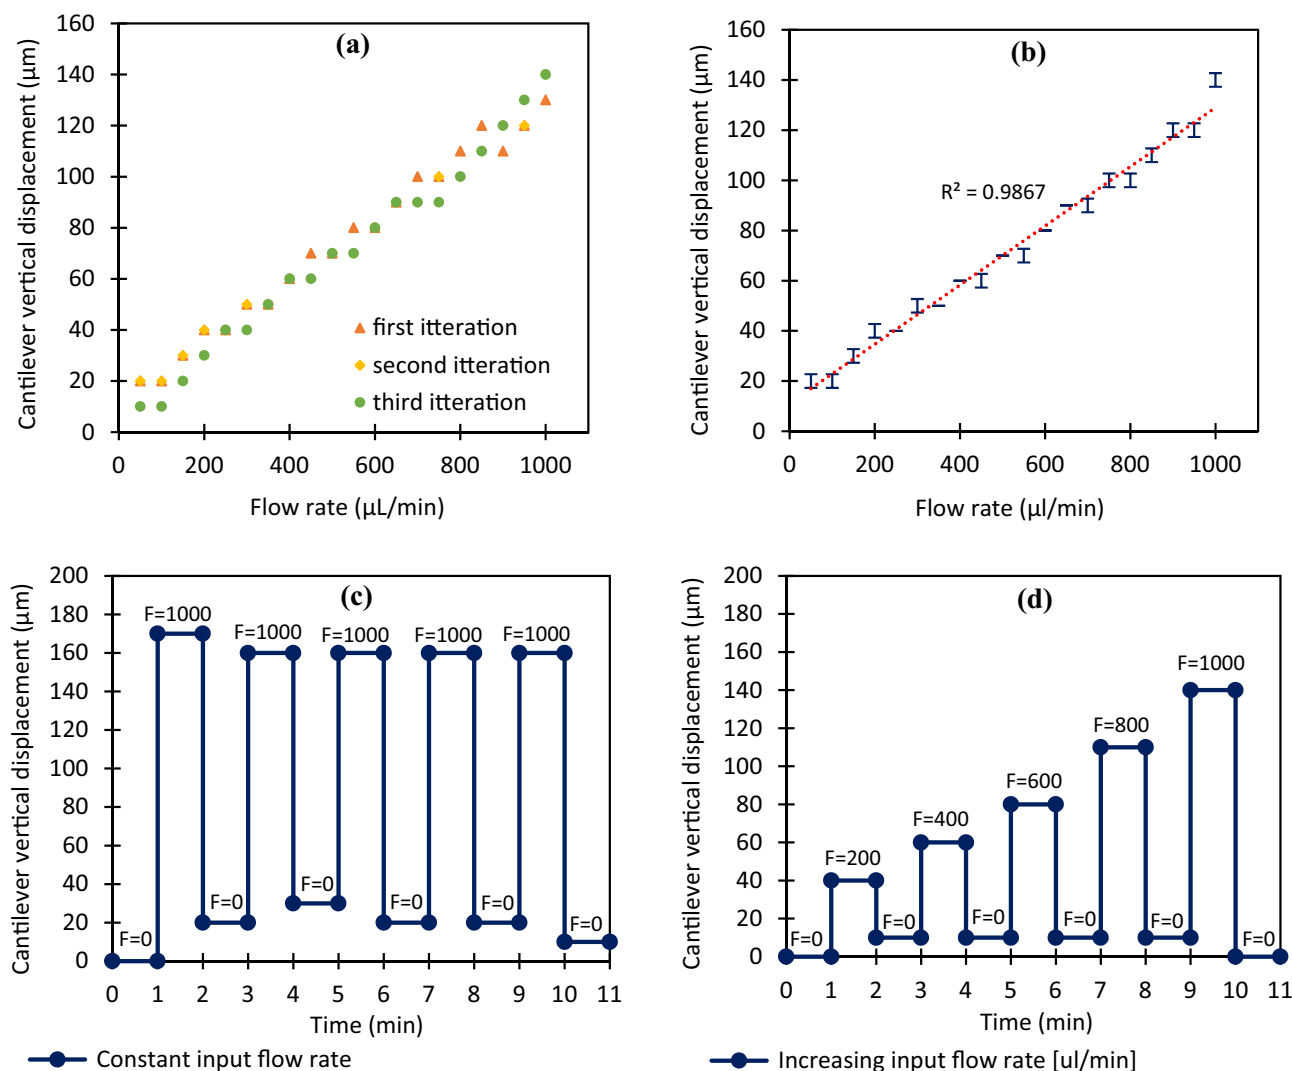 (a)
Cantilever vertical displacement (µm)
160
140
120
100
80
60
40
20
0
first itteration
second itteration
third itteration
0 200 400 600 800 1000
Flow rate (µL/min)
(b)
Cantilever vertical displacement (µm)
160
140
120
100
80
60
40
20
0
R² = 0.9867
0 200 400 600 800 1000
Flow rate (µl/min)
(c)
Cantilever vertical displacement (µm)
200
180
160
140
120
100
80
60
40
20
0
F=1000 F=1000 F=1000 F=1000 F=1000
F=0 F=0 F=0 F=0 F=0 F=0
0 1 2 3 4 5 6 7 8 9 10 11
Time (min)
Constant input flow rate
(d)
Cantilever vertical displacement (µm)
200
180
160
140
120
100
80
60
40
20
0
F=200 F=400 F=600 F=800 F=1000
F=0 F=0 F=0 F=0 F=0 F=0
0 1 2 3 4 5 6 7 8 9 10 11
Time (min)
Increasing input flow rate [ul/min]